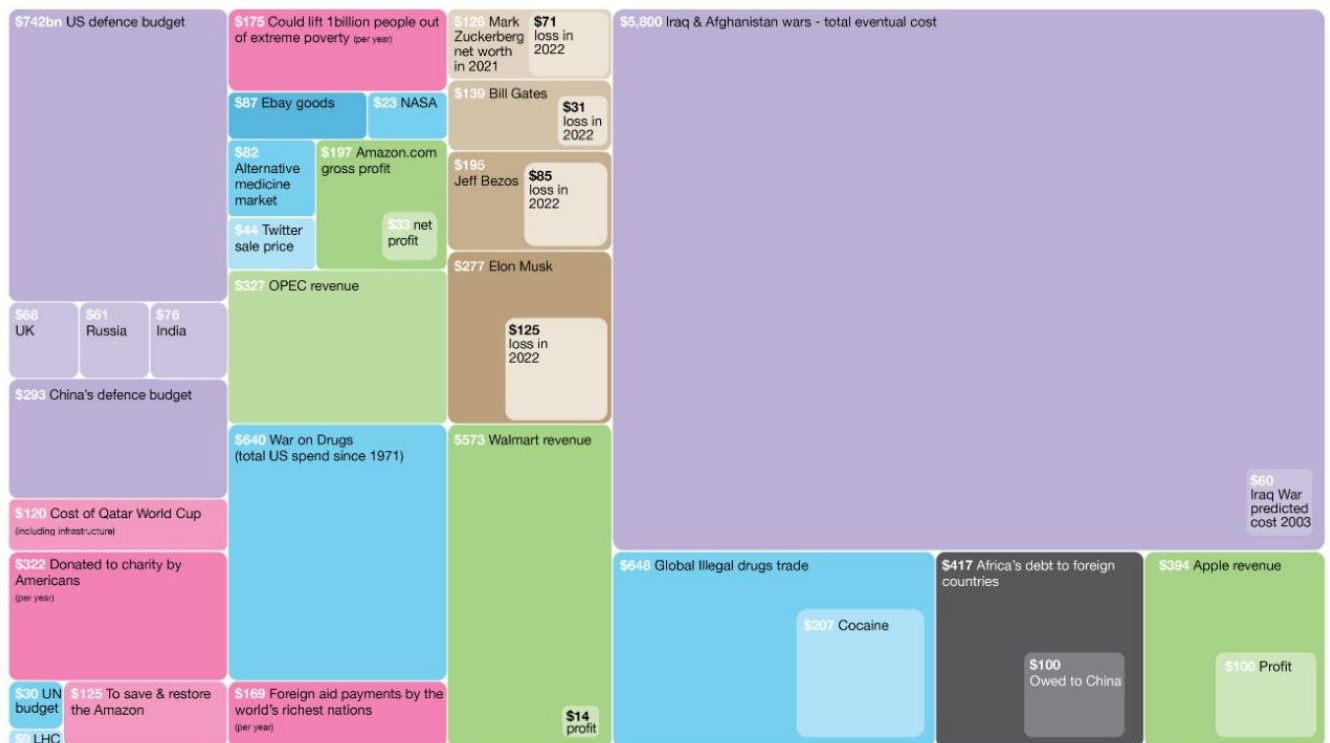 $742bn US defence budget
$68
UK
$61
Russia
$76
India
$293 China's defence budget
$120 Cost of Qatar World Cup
(including infrastructure)
$322 Donated to charity by
Americans
(per year)
$30 UN
budget
LHC
$125 To save & restore
the Amazon
$175 Could lift 1billion people out
of extreme poverty (per year)
$87 Ebay goods
$23 NASA
$82
Alternative
medicine
market
$44 Twitter
sale price
$197 Amazon.com
gross profit
$33 net
profit
$327 OPEC revenue
$640 War on Drugs
(total US spend since 1971)
$169 Foreign aid payments by the
world's richest nations
(per year)
Mark
Zuckerberg
net worth
in 2021
$71
loss in
2022
$139 Bill Gates
$31
loss in
2022
$195
Jeff Bezos
$85
loss in
2022
$277 Elon Musk
$125
loss in
2022
$573 Walmart revenue
$14
profit
$5,800 Iraq & Afghanistan wars - total eventual cost
$60
Iraq War
predicted
cost 2003
$648 Global Illegal drugs trade
$207 Cocaine
$417 Africa's debt to foreign
countries
$100
Owed to China
$394 Apple revenue
$100 Profit